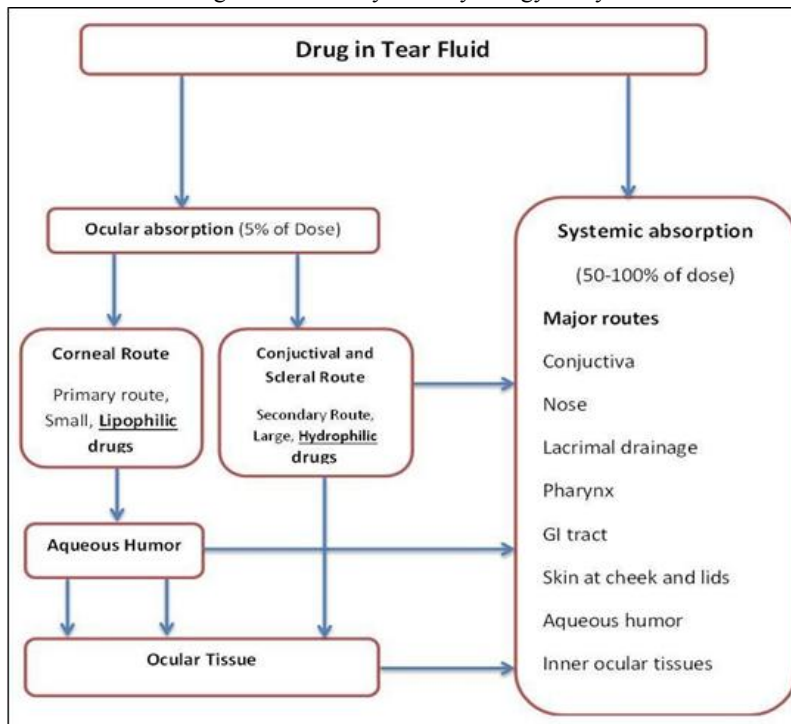 Drug in Tear Fluid
Ocular absorption (5% of Dose)
Corneal Route
Primary route,
Small, Lipophilic
drugs
Conjuctival and
Scleral Route
Secondary Route,
Large, Hydrophilic
drugs
Aqueous Humor
Ocular Tissue
Systemic absorption
(50-100% of dose)
Major routes
Conjuctiva
Nose
Lacrimal drainage
Pharynx
GI tract
Skin at cheek and lids
Aqueous humor
Inner ocular tissues